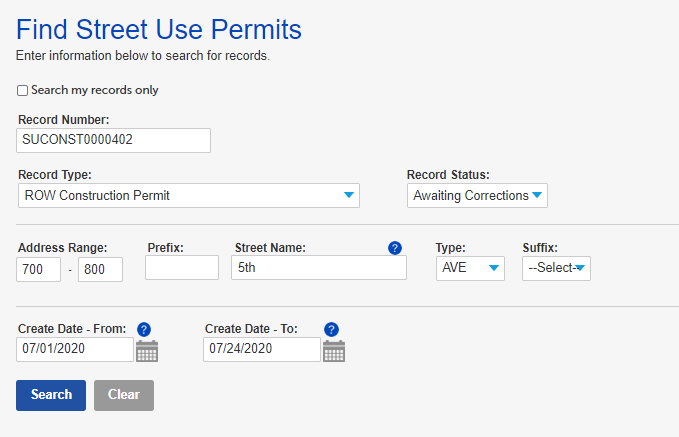 Find Street Use Permits
Enter information below to search for records.
Search my records only
Record Number:
SUCONST0000402
Record Type: Record Status:
ROW Construction Permit Awaiting Corrections
Address Range: Prefix: Street Name: ? Type: Suffix:
700 - 800 5th AVE --Select--
Create Date - From: ? Create Date - To: ?
07/01/2020 07/24/2020
Search Clear